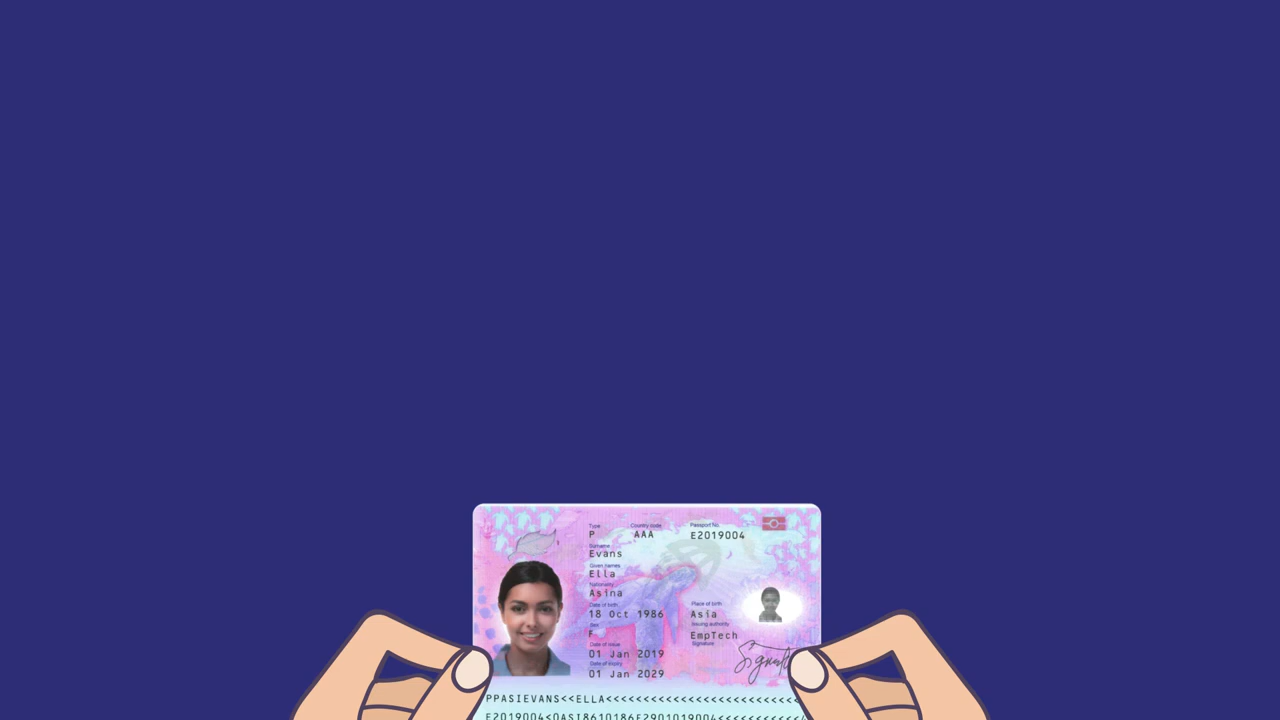 Type Country code Passport No.
P AAA E2019004
Surname
Evans
Given names
Ella
Nationality
Asina
Date of birth Place of birth
18 Oct 1986 Asia
Sex Issuing authority
F EmpTech
Date of issue Signature
01 Jan 2019
Date of expiry
01 Jan 2029
PPASIEVANS<<ELLA<<<<<<<<<<<<<<<<<<<<<<<<<<<
E2019004<0ASI8610186F2901019004<<<<<<<